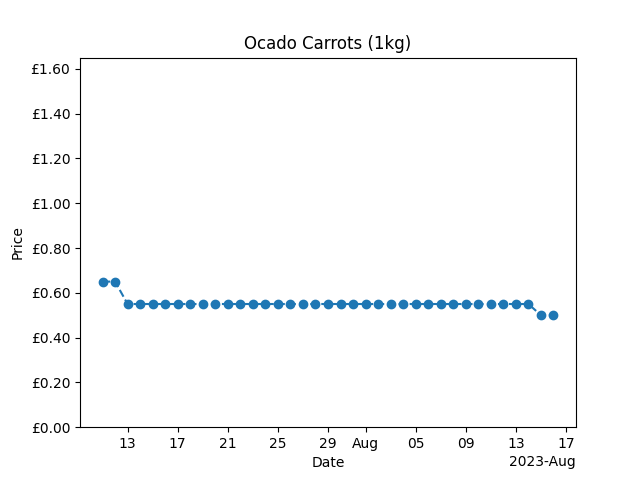 Ocado Carrots (1kg)
£1.60
£1.40
£1.20
£1.00
£0.80
£0.60
£0.40
£0.20
£0.00
Price
13 17 21 25 29 Aug 05 09 13 17
Date
2023-Aug